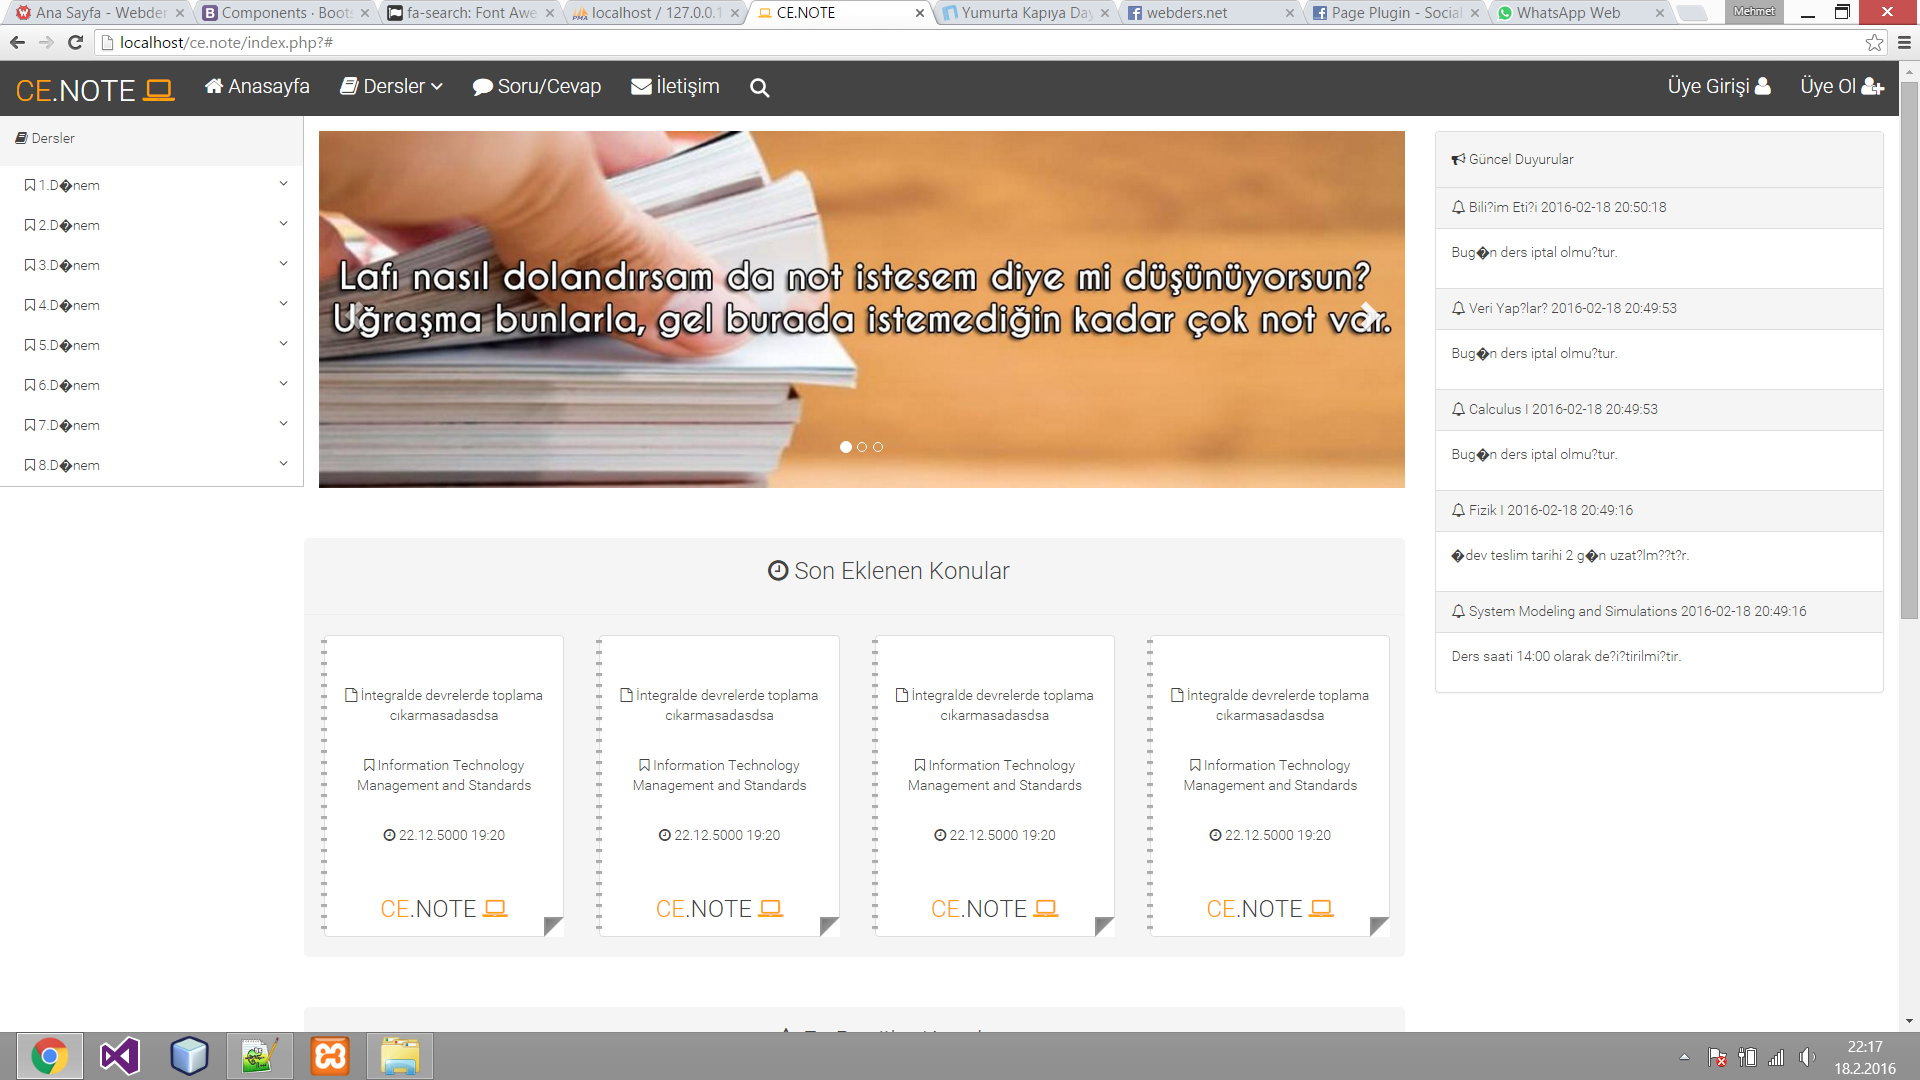 Ana Sayfa - Webder
Components · Boots
fa-search: Font Awe
localhost / 127.0.0.1
CE.NOTE
Yumurta Kapıya Day
webders.net
Page Plugin - Social
WhatsApp Web
Mehmet
localhost/ce.note/index.php?#
CE.NOTE
Anasayfa
Dersler
Soru/Cevap
İletişim
Üye Girişi
Üye Ol
Dersler
1.D�nem
2.D�nem
3.D�nem
4.D�nem
5.D�nem
6.D�nem
7.D�nem
8.D�nem
Lafı nasıl dolandırsam da not istesem diye mi düşünüyorsun?
Uğraşma bunlarla, gel burada istemediğin kadar çok not var.
Son Eklenen Konular
İntegralde devrelerde toplama
cıkarmasadasdsa
Information Technology
Management and Standards
22.12.5000 19:20
CE.NOTE
İntegralde devrelerde toplama
cıkarmasadasdsa
Information Technology
Management and Standards
22.12.5000 19:20
CE.NOTE
İntegralde devrelerde toplama
cıkarmasadasdsa
Information Technology
Management and Standards
22.12.5000 19:20
CE.NOTE
İntegralde devrelerde toplama
cıkarmasadasdsa
Information Technology
Management and Standards
22.12.5000 19:20
CE.NOTE
Güncel Duyurular
Bili?im Eti?i 2016-02-18 20:50:18
Bug�n ders iptal olmu?tur.
Veri Yap?lar? 2016-02-18 20:49:53
Bug�n ders iptal olmu?tur.
Calculus I 2016-02-18 20:49:53
Bug�n ders iptal olmu?tur.
Fizik I 2016-02-18 20:49:16
�dev teslim tarihi 2 g�n uzat?lm??t?r.
System Modeling and Simulations 2016-02-18 20:49:16
Ders saati 14:00 olarak de?i?tirilmi?tir.
22:17
18.2.2016